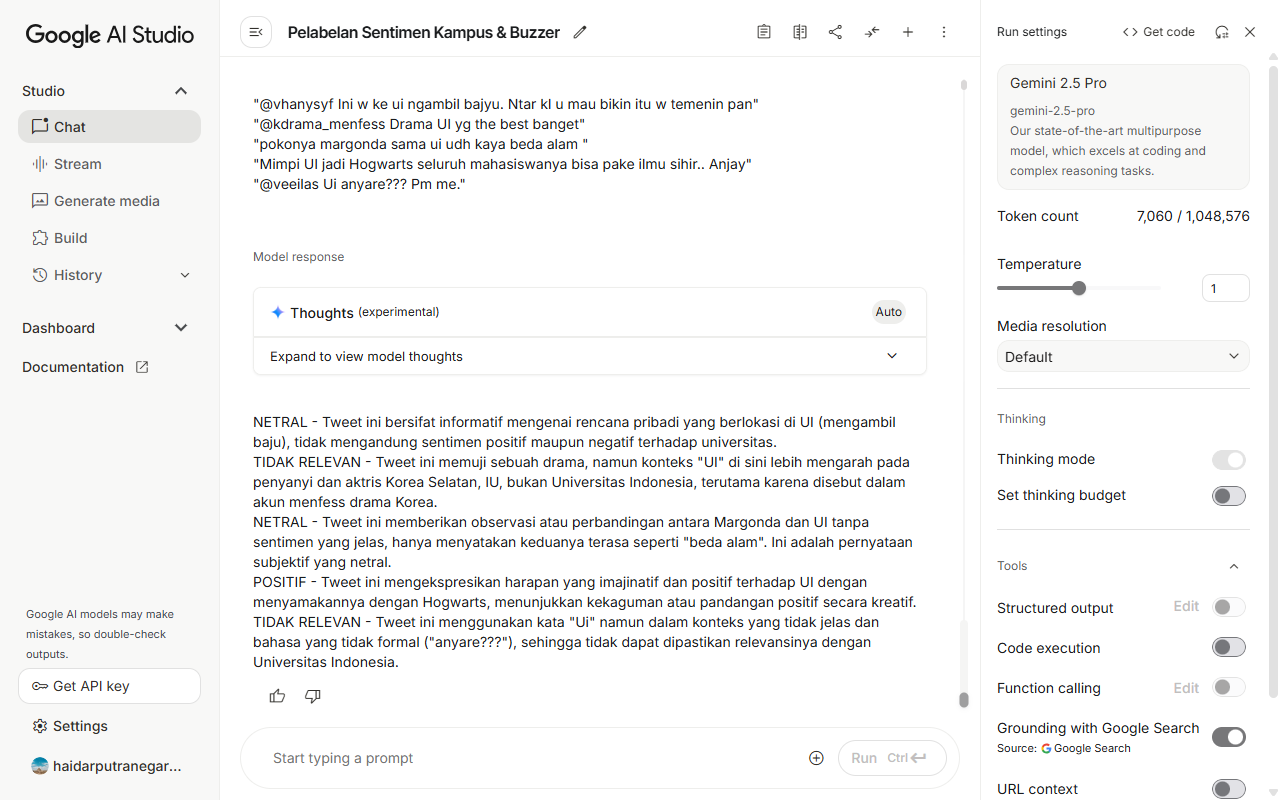 Google AI Studio
Studio
Chat
Stream
Generate media
Build
History
Dashboard
Documentation
Google AI models may make
mistakes, so double-check
outputs.
Get API key
Settings
haidarputranegar...
Pelabelan Sentimen Kampus & Buzzer
"@vhanysyf Ini w ke ui ngambil bajyu. Ntar kl u mau bikin itu w temenin pan"
"@kdrama_menfess Drama UI yg the best banget"
"pokonya margonda sama ui udh kaya beda alam "
"Mimpi UI jadi Hogwarts seluruh mahasiswanya bisa pake ilmu sihir.. Anjay"
"@veeilas Ui anyare??? Pm me."
Model response
Thoughts (experimental)
Auto
Expand to view model thoughts
NETRAL - Tweet ini bersifat informatif mengenai rencana pribadi yang berlokasi di UI (mengambil
baju), tidak mengandung sentimen positif maupun negatif terhadap universitas.
TIDAK RELEVAN - Tweet ini memuji sebuah drama, namun konteks "UI" di sini lebih mengarah pada
penyanyi dan aktris Korea Selatan, IU, bukan Universitas Indonesia, terutama karena disebut dalam
akun menfess drama Korea.
NETRAL - Tweet ini memberikan observasi atau perbandingan antara Margonda dan UI tanpa
sentimen yang jelas, hanya menyatakan keduanya terasa seperti "beda alam". Ini adalah pernyataan
subjektif yang netral.
POSITIF - Tweet ini mengekspresikan harapan yang imajinatif dan positif terhadap UI dengan
menyamakannya dengan Hogwarts, menunjukkan kekaguman atau pandangan positif secara kreatif.
TIDAK RELEVAN - Tweet ini menggunakan kata "Ui" namun dalam konteks yang tidak jelas dan
bahasa yang tidak formal ("anyare???"), sehingga tidak dapat dipastikan relevansinya dengan
Universitas Indonesia.
Start typing a prompt
Run Ctrl
Run settings
Get code
Gemini 2.5 Pro
gemini-2.5-pro
Our state-of-the-art multipurpose
model, which excels at coding and
complex reasoning tasks.
Token count 7,060 / 1,048,576
Temperature
1
Media resolution
Default
Thinking
Thinking mode
Set thinking budget
Tools
Structured output Edit
Code execution
Function calling Edit
Grounding with Google Search
Source: Google Search
URL context